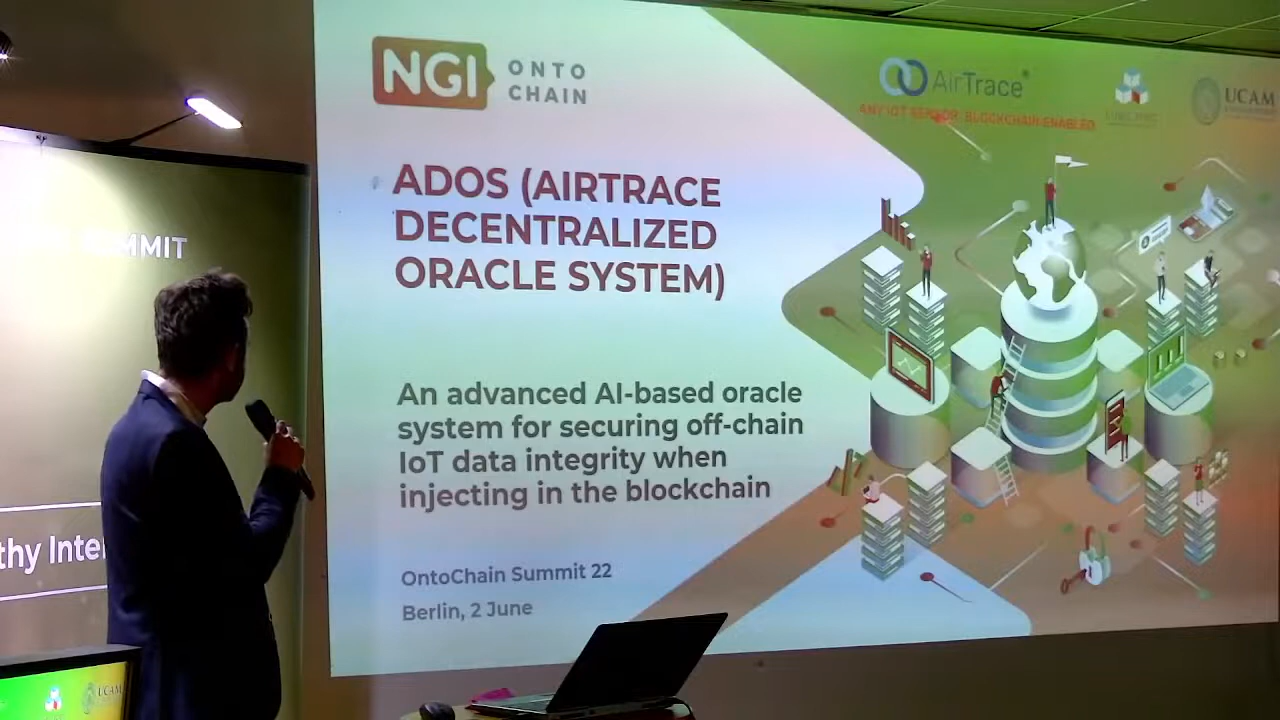 NGI
ONTO
CHAIN
AirTrace®
ANY IOT SENSOR, BLOCKCHAIN ENABLED
UCAM
ADOS (AIRTRACE
DECENTRALIZED
ORACLE SYSTEM)
An advanced AI-based oracle
system for securing off-chain
IoT data integrity when
injecting in the blockchain
OntoChain Summit 22
Berlin, 2 June
MMIT
thy Inter
UCAM